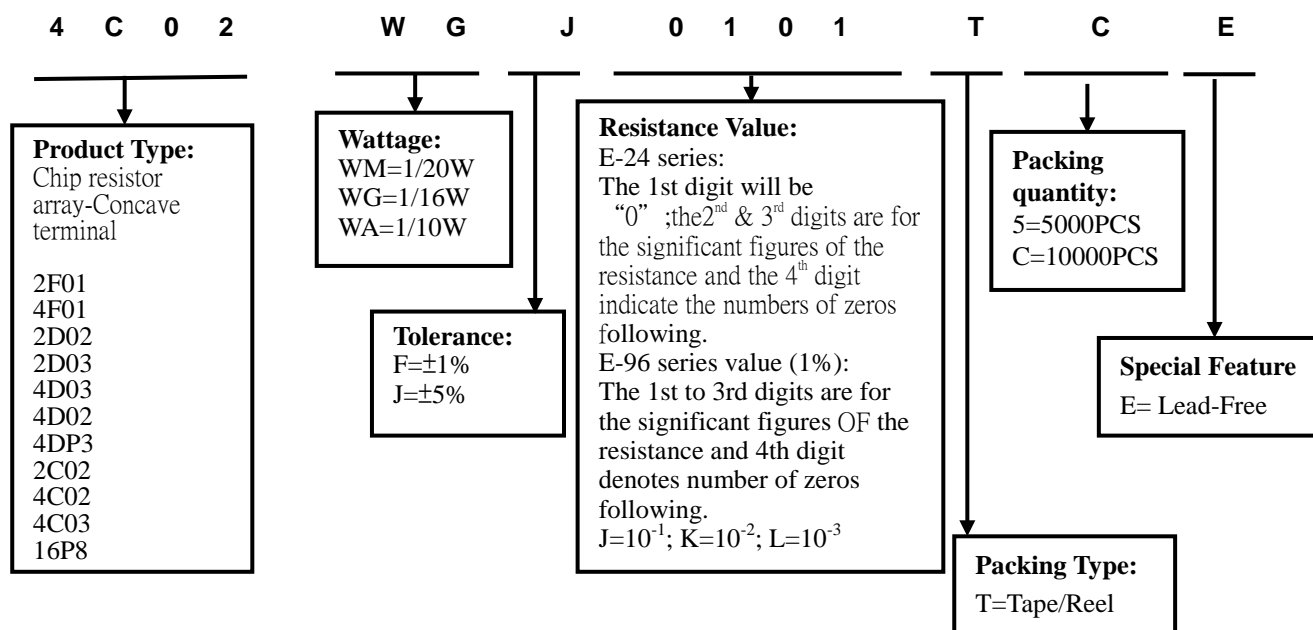 4 C 0 2 W G J 0 1 0 1 T C E
Product Type:
Chip resistor
array-Concave
terminal
2F01
4F01
2D02
2D03
4D03
4D02
4DP3
2C02
4C02
4C03
16P8
Wattage:
WM=1/20W
WG=1/16W
WA=1/10W
Tolerance:
F=±1%
J=±5%
Resistance Value:
E-24 series:
The 1st digit will be
“0” ;the2nd & 3rd digits are for
the significant figures of the
resistance and the 4th digit
indicate the numbers of zeros
following.
E-96 series value (1%):
The 1st to 3rd digits are for
the significant figures OF the
resistance and 4th digit
denotes number of zeros
following.
J=10-1; K=10-2; L=10-3
Packing Type:
T=Tape/Reel
Packing
quantity:
5=5000PCS
C=10000PCS
Special Feature
E= Lead-Free